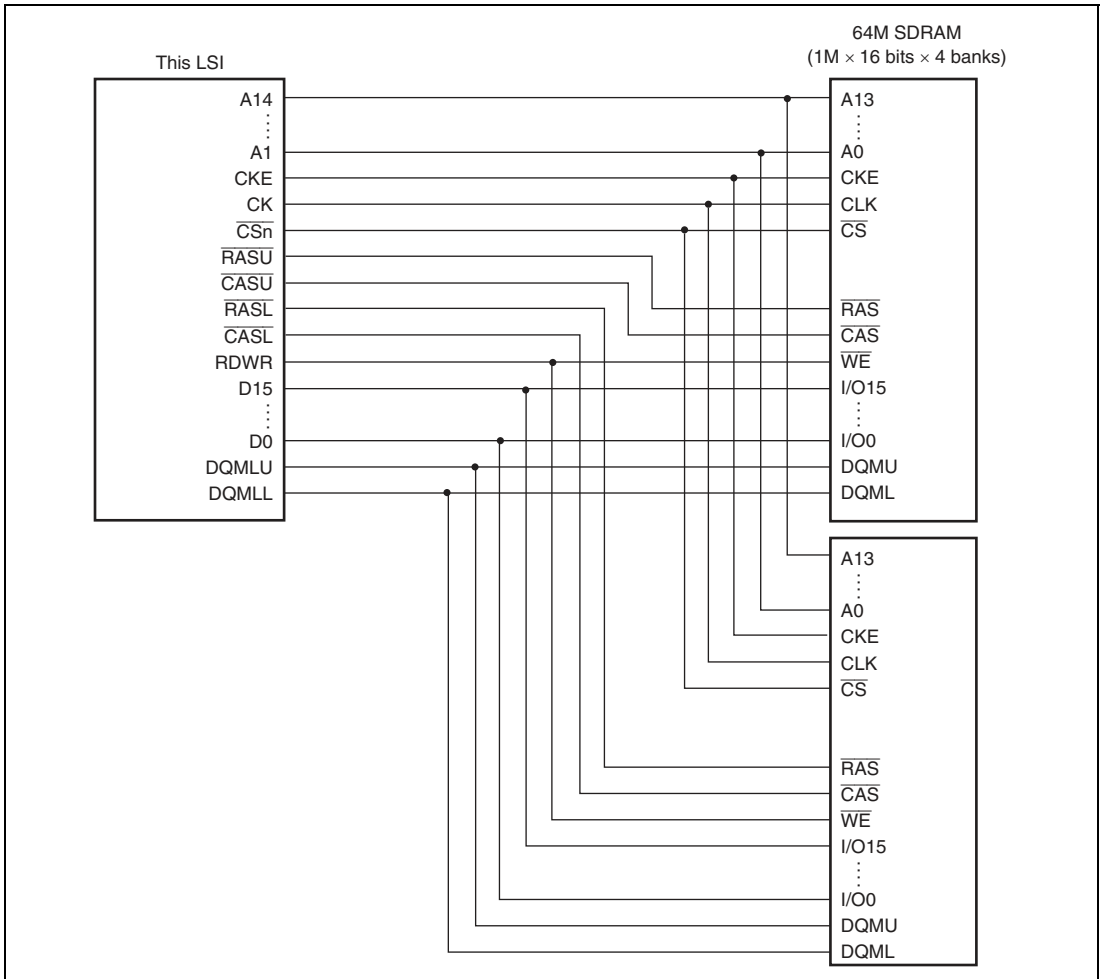 64M SDRAM
(1M × 16 bits × 4 banks)
This LSI
A14
A1
CKE
CK
CSn
RASU
CASU
RASL
CASL
RDWR
D15
D0
DQMLU
DQMLL
A13
A0
CKE
CLK
CS
RAS
CAS
WE
I/O15
I/O0
DQMU
DQML
A13
A0
CKE
CLK
CS
RAS
CAS
WE
I/O15
I/O0
DQMU
DQML